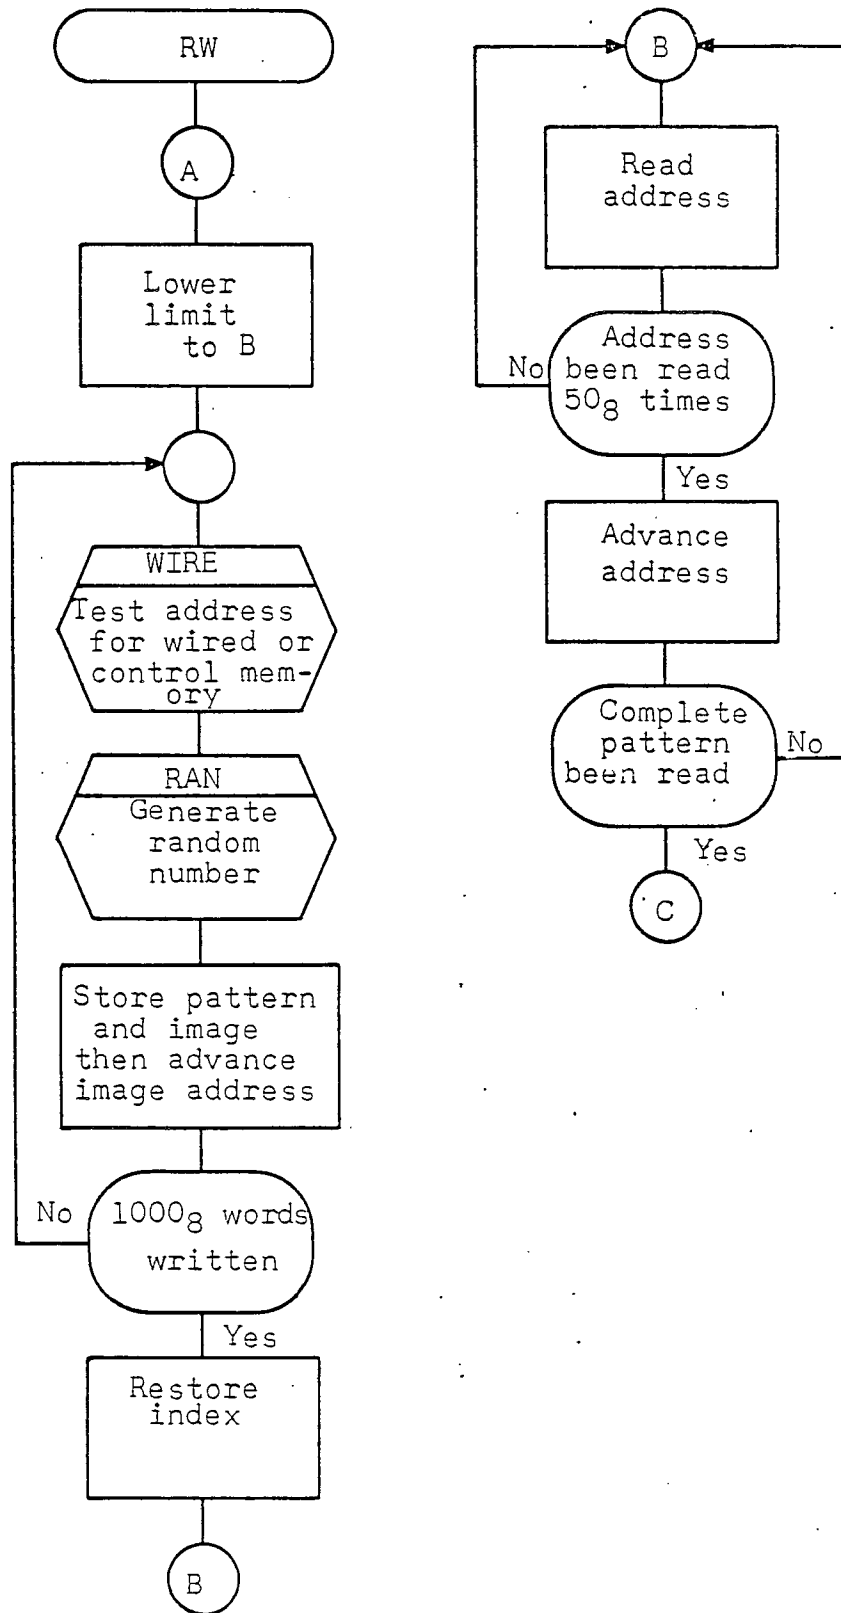 RW
A
Lower
limit
to B
WIRE
Test address
for wired or
control mem-
ory
RAN
Generate
random
number
Store pattern
and image
then advance
image address
No
1000₈ words
written
Yes
Restore
index
B
B
Read
address
Address
No been read
50₈ times
Yes
Advance
address
Complete
pattern
No
been read
Yes
C